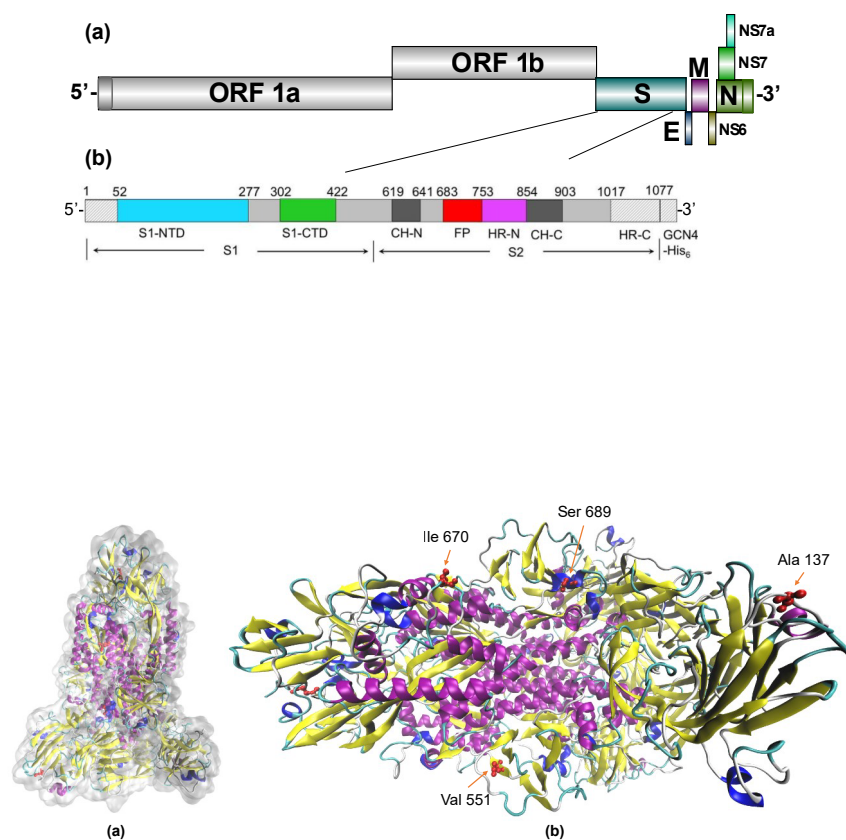 (a)
NS7a
ORF 1b
M
NS7
5’-
ORF 1a
S
N
-3’
E
NS6
(b)
1 52 277 302 422 619 641 683 753 854 903 1017 1077
5’-
-3’
S1-NTD S1-CTD CH-N FP HR-N CH-C HR-C GCN4
S1 S2 -His6
Ser 689
Ile 670
Ala 137
Val 551
(a) (b)